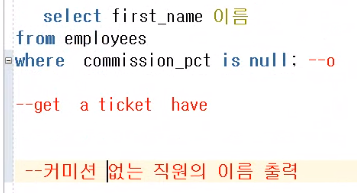 select first_name 이름
from employees
where commission_pct is null; --o
--get a ticket have
--커미션 없는 직원의 이름 출력